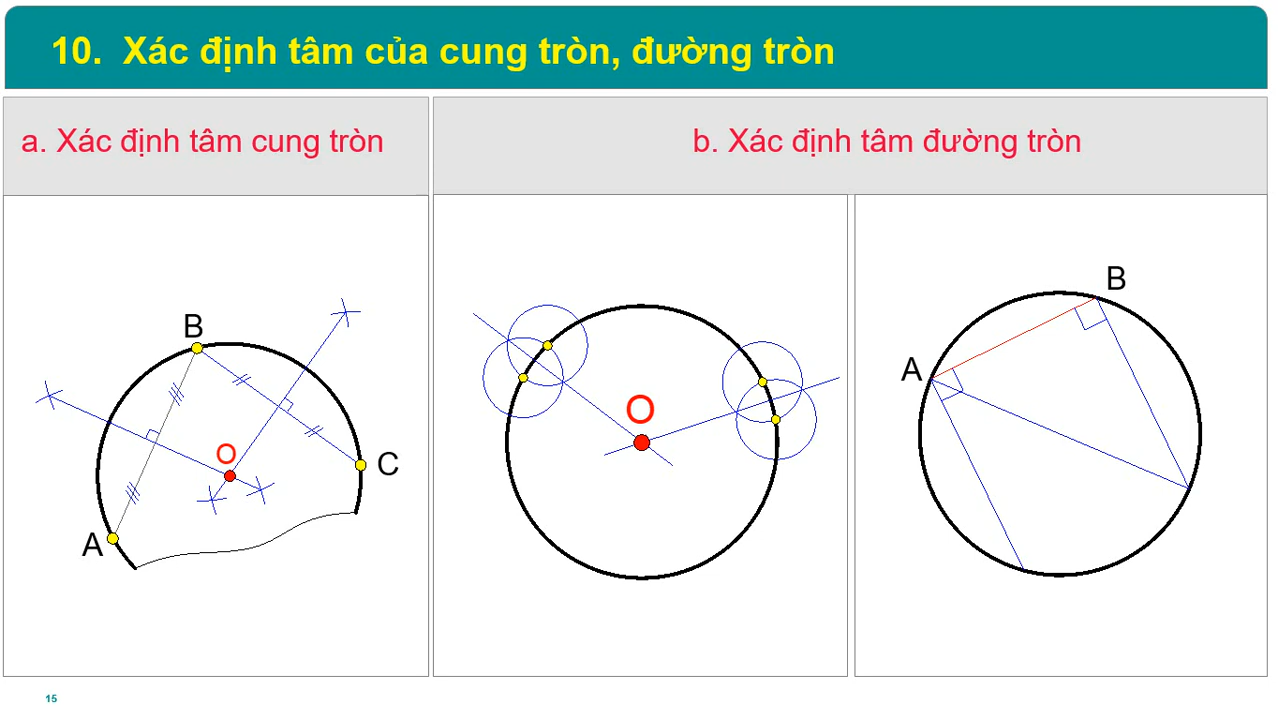 10. Xác định tâm của cung tròn, đường tròn
a. Xác định tâm cung tròn
b. Xác định tâm đường tròn
B
O
C
A
O
B
A
15